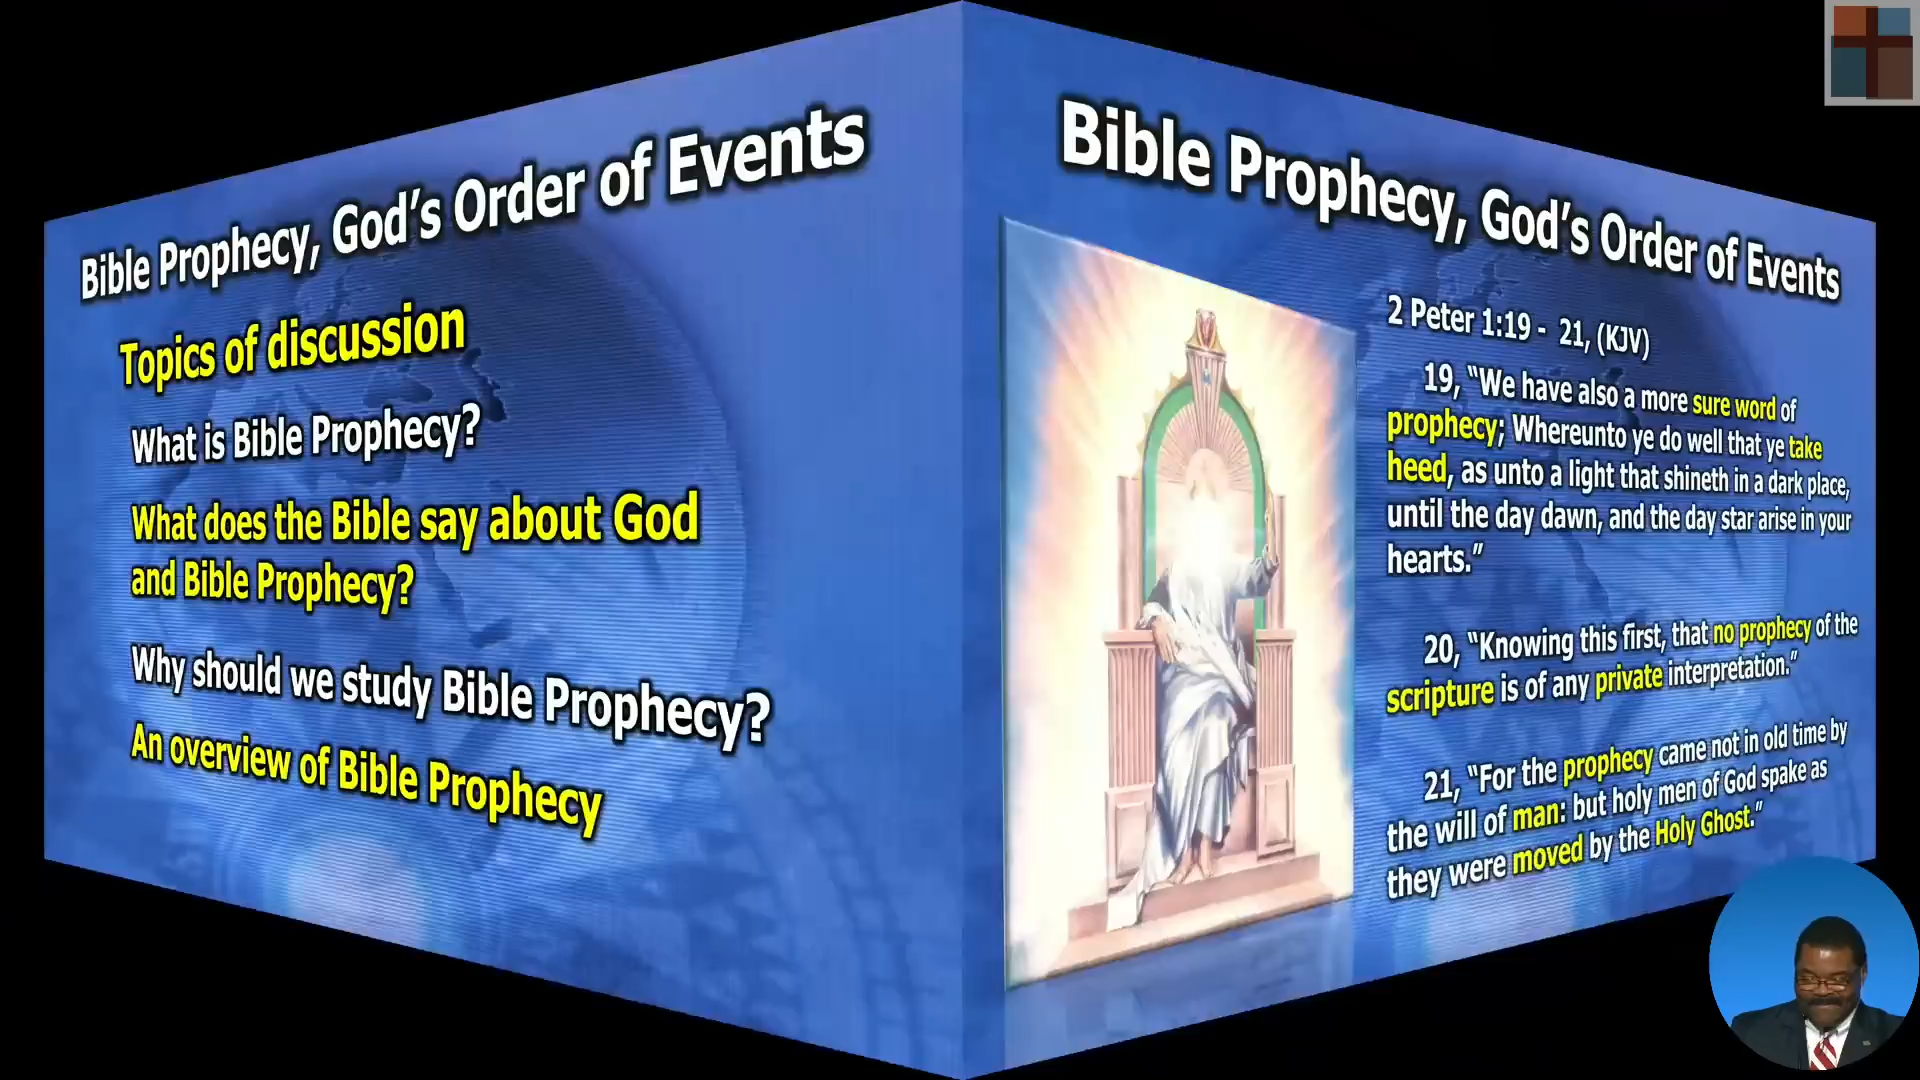 Bible Prophecy, God's Order of Events
Topics of discussion
What is Bible Prophecy?
What does the Bible say about God
and Bible Prophecy?
Why should we study Bible Prophecy?
An overview of Bible Prophecy
Bible Prophecy, God's Order of Events
2 Peter 1:19 - 21, (KJV)
19, “We have also a more sure word of
prophecy; Whereunto ye do well that ye take
heed, as unto a light that shineth in a dark place,
until the day dawn, and the day star arise in your
hearts.”
20, “Knowing this first, that no prophecy of the
scripture is of any private interpretation.”
21, “For the prophecy came not in old time by
the will of man: but holy men of God spake as
they were moved by the Holy Ghost.”